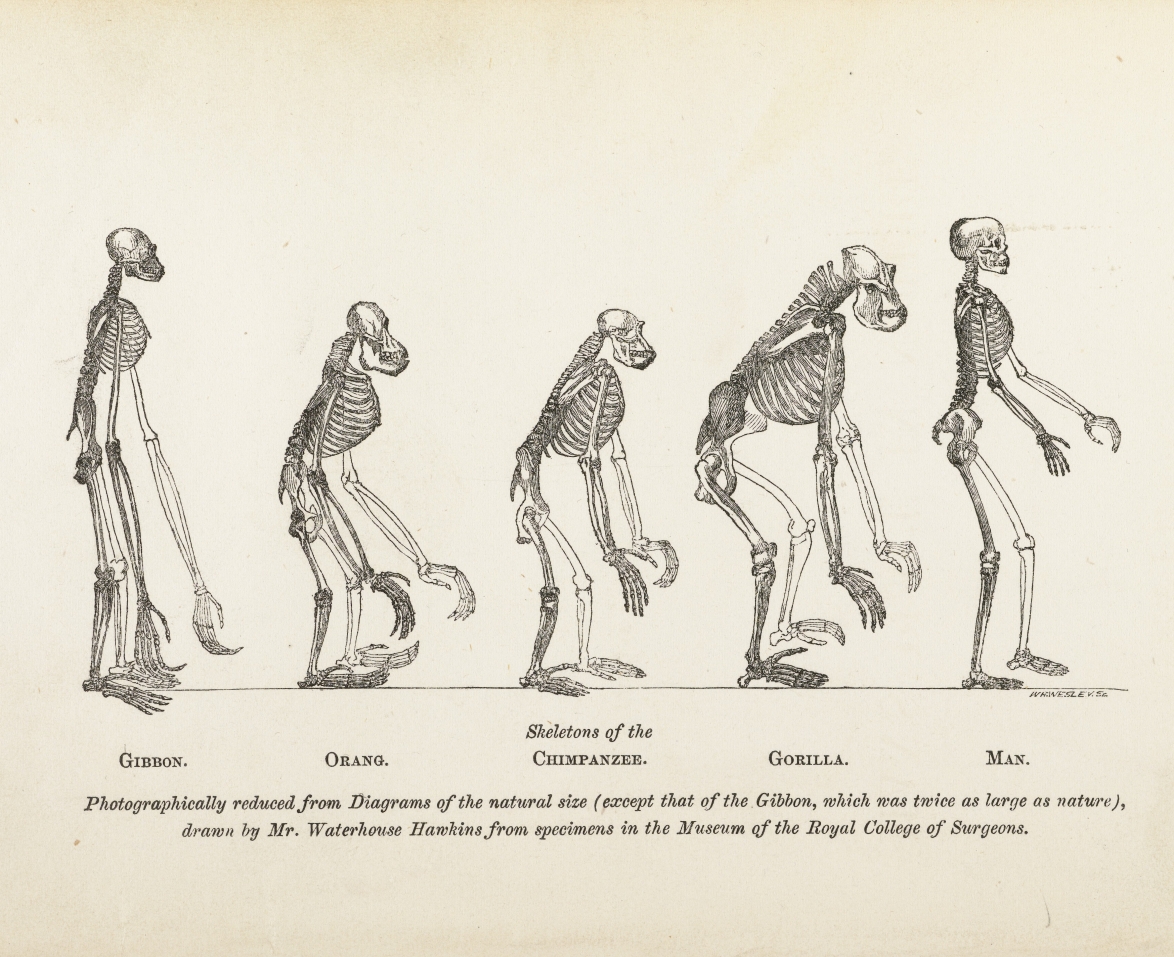 W.H.WESLEY. Sc
Skeletons of the
GIBBON. ORANG. CHIMPANZEE. GORILLA. MAN.
Photographically reduced from Diagrams of the natural size (except that of the Gibbon, which was twice as large as nature),
drawn by Mr. Waterhouse Hawkins from specimens in the Museum of the Royal College of Surgeons.